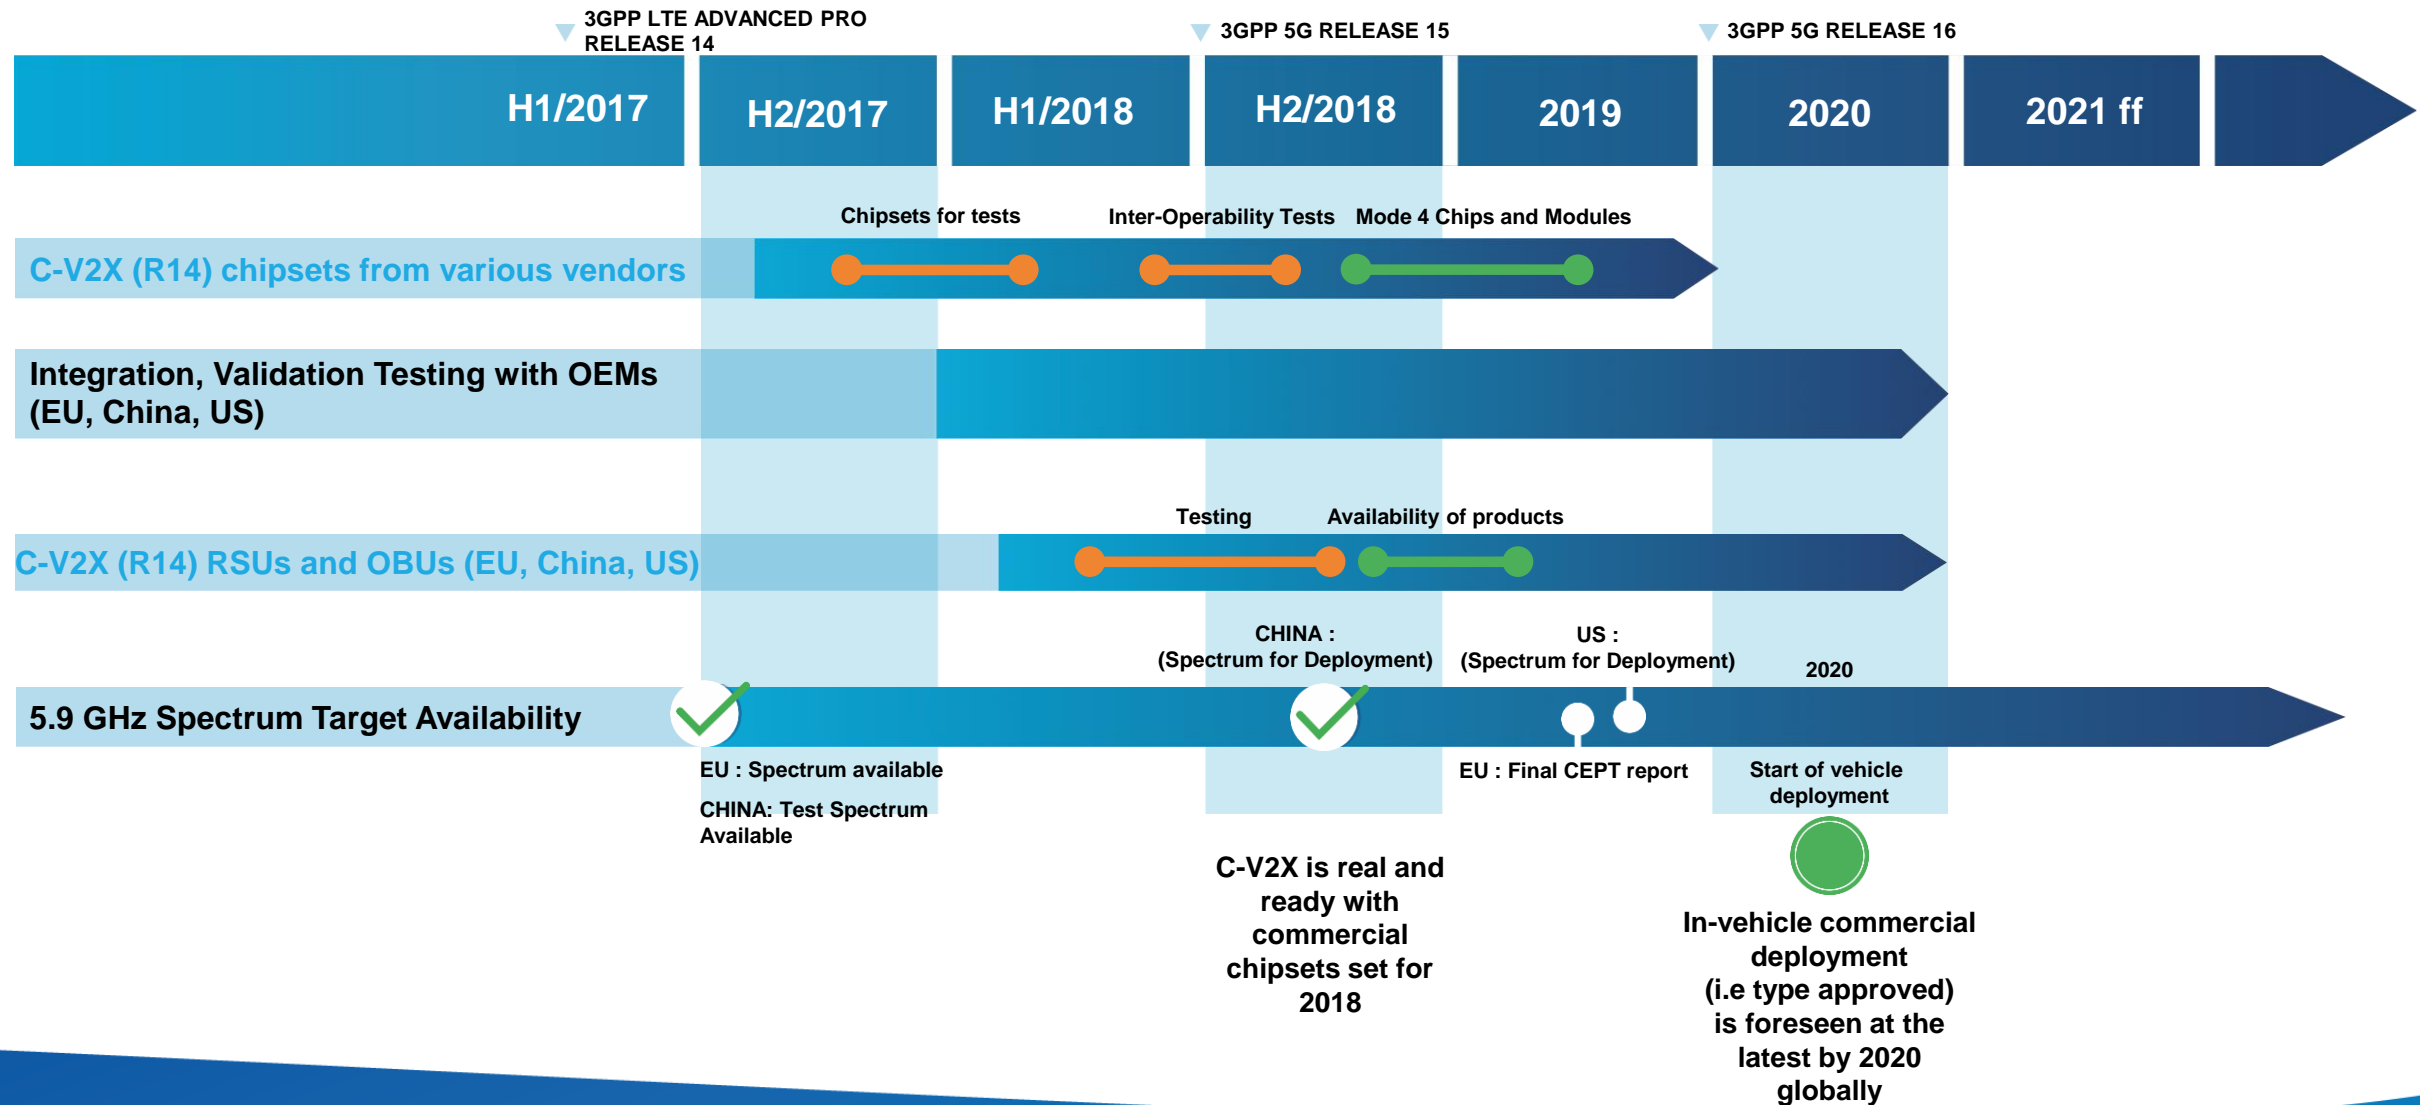 3GPP LTE ADVANCED PRO
RELEASE 14
3GPP 5G RELEASE 15
3GPP 5G RELEASE 16
H1/2017
H2/2017
H1/2018
H2/2018
2019
2020
2021 ff
Chipsets for tests
Inter-Operability Tests
Mode 4 Chips and Modules
C-V2X (R14) chipsets from various vendors
Integration, Validation Testing with OEMs
(EU, China, US)
Testing
Availability of products
C-V2X (R14) RSUs and OBUs (EU, China, US)
CHINA :
(Spectrum for Deployment)
US :
(Spectrum for Deployment)
2020
5.9 GHz Spectrum Target Availability
EU : Spectrum available
CHINA: Test Spectrum
Available
EU : Final CEPT report
Start of vehicle
deployment
C-V2X is real and
ready with
commercial
chipsets set for
2018
In-vehicle commercial
deployment
(i.e type approved)
is foreseen at the
latest by 2020
globally